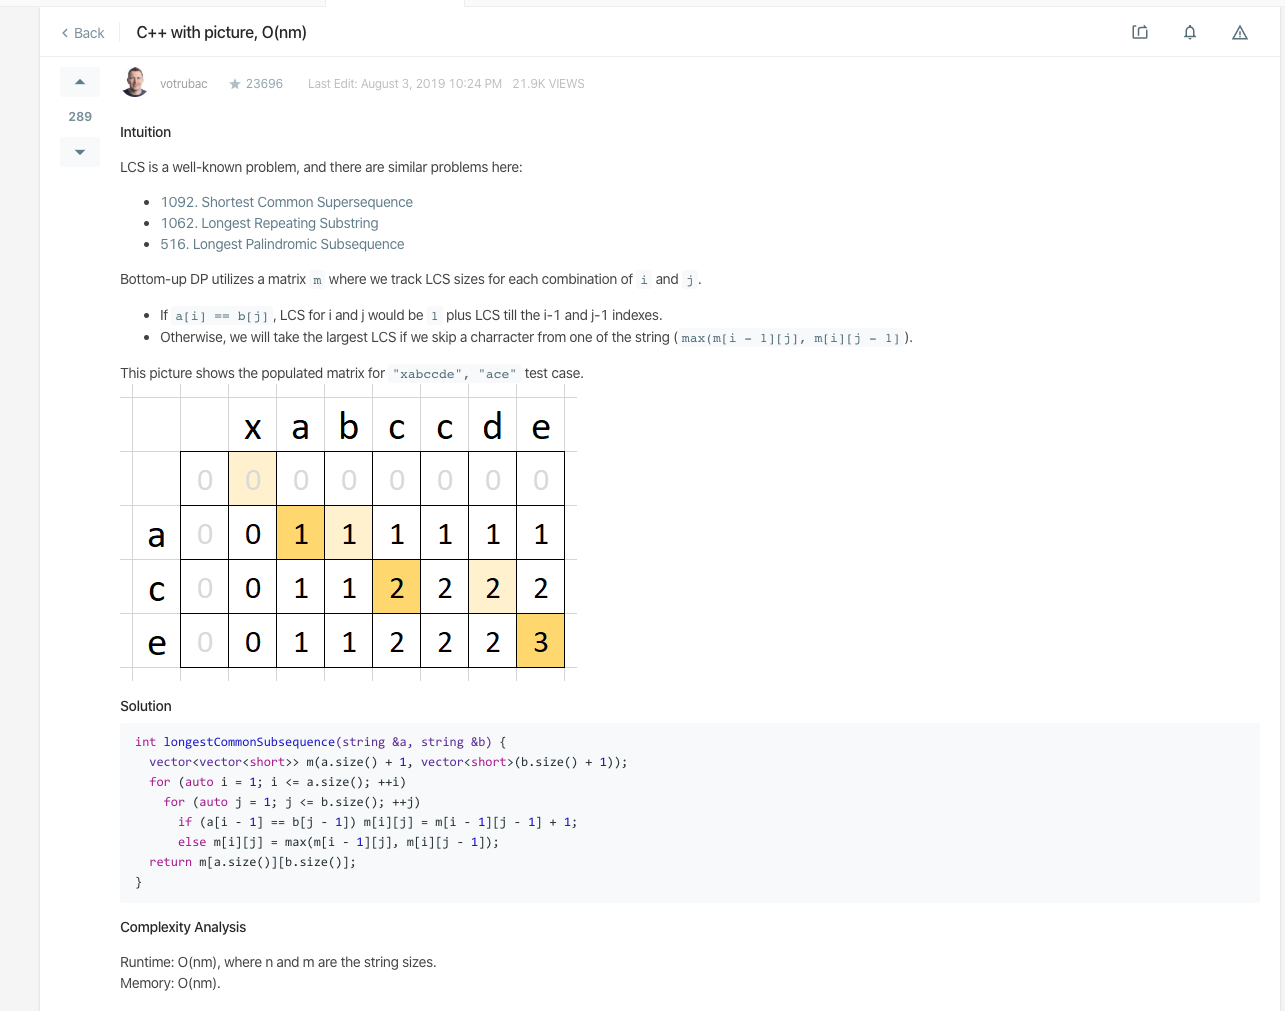 Back
C++ with picture, O(nm)
289
votrubac
★ 23696
Last Edit: August 3, 2019 10:24 PM
21.9K VIEWS
Intuition
LCS is a well-known problem, and there are similar problems here:
• 1092. Shortest Common Supersequence
• 1062. Longest Repeating Substring
• 516. Longest Palindromic Subsequence
Bottom-up DP utilizes a matrix m where we track LCS sizes for each combination of i and j.
• If a[i] == b[j], LCS for i and j would be 1 plus LCS till the i-1 and j-1 indexes.
• Otherwise, we will take the largest LCS if we skip a charracter from one of the string (max(m[i - 1][j], m[i][j - 1]).
This picture shows the populated matrix for "xabccde", "ace" test case.
x a b c c d e
0 0 0 0 0 0 0 0
a 0 0 1 1 1 1 1 1
c 0 0 1 1 2 2 2 2
e 0 0 1 1 2 2 2 3
Solution
int longestCommonSubsequence(string &a, string &b) {
  vector<vector<short>> m(a.size() + 1, vector<short>(b.size() + 1));
  for (auto i = 1; i <= a.size(); ++i)
    for (auto j = 1; j <= b.size(); ++j)
      if (a[i - 1] == b[j - 1]) m[i][j] = m[i - 1][j - 1] + 1;
      else m[i][j] = max(m[i - 1][j], m[i][j - 1]);
  return m[a.size()][b.size()];
}
Complexity Analysis
Runtime: O(nm), where n and m are the string sizes.
Memory: O(nm).